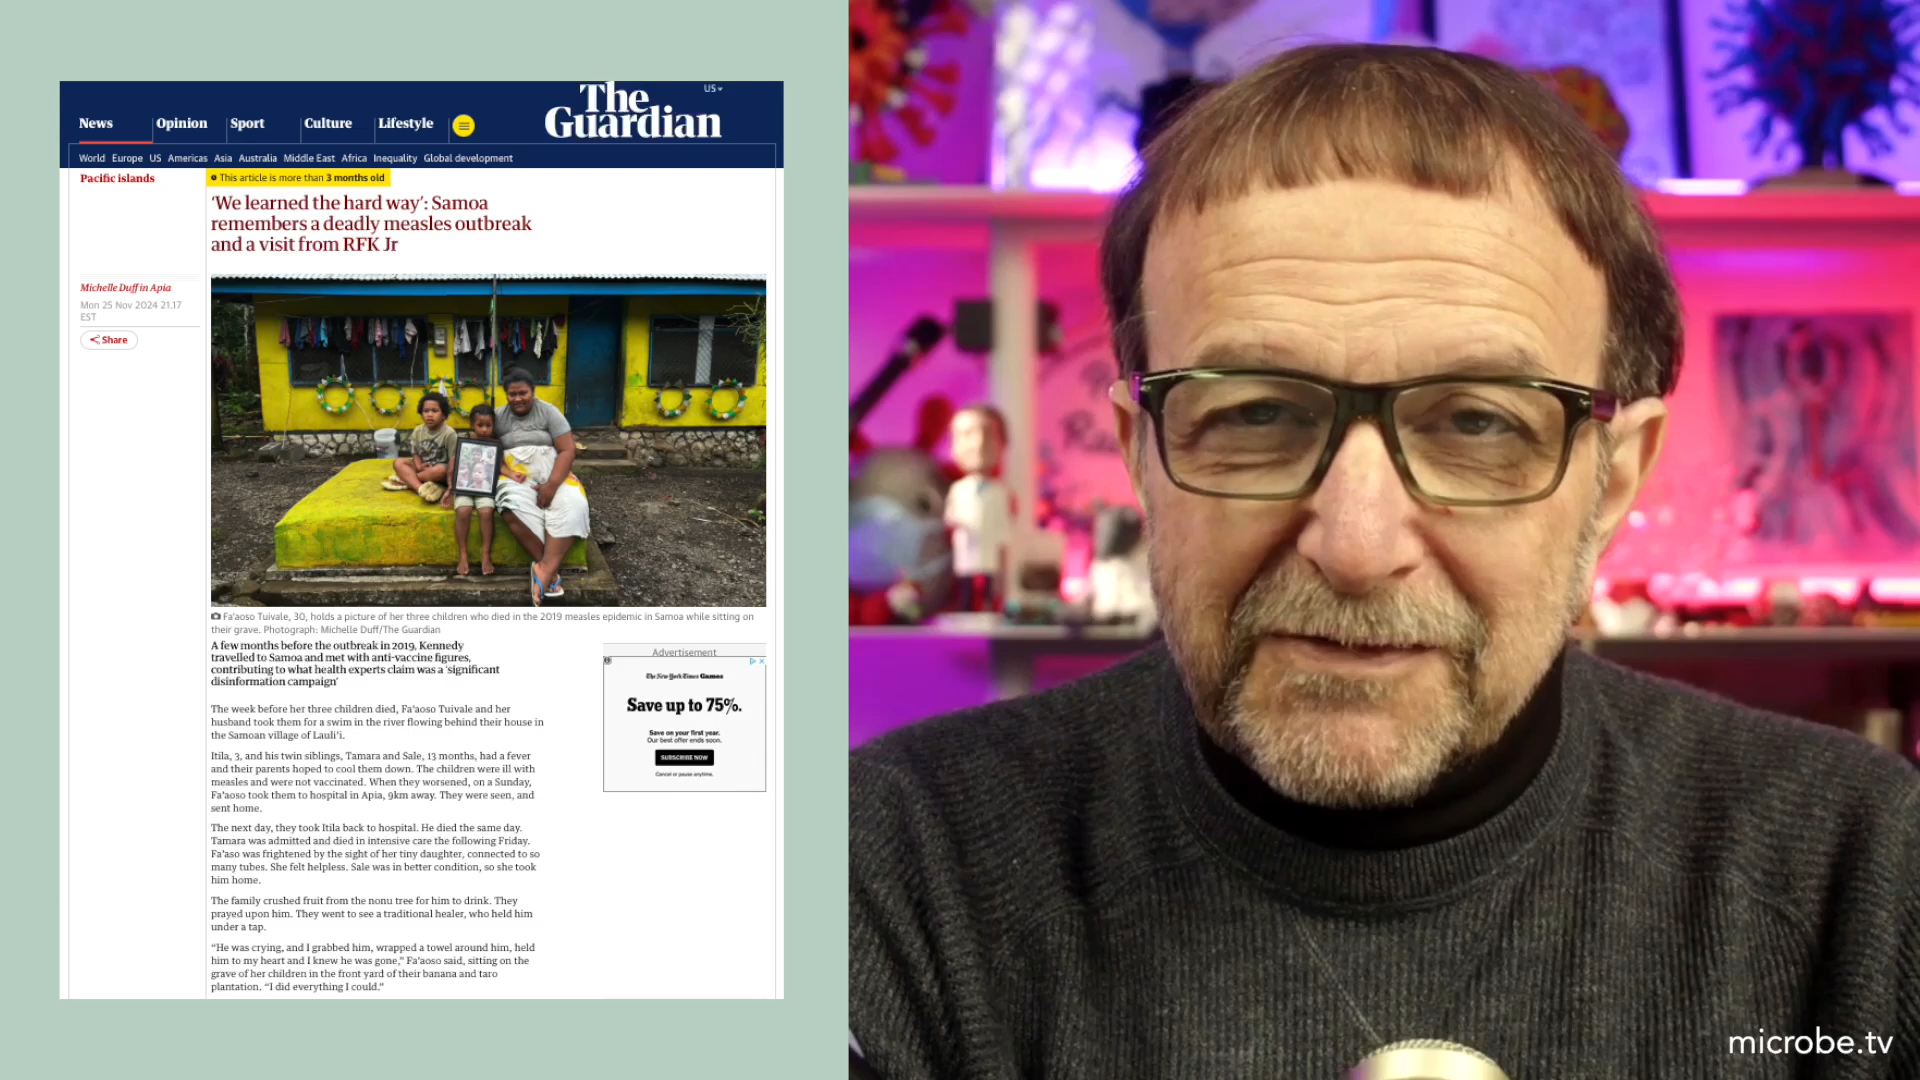 US
The
Guardian
News
Opinion
Sport
Culture
Lifestyle
World Europe US Americas Asia Australia Middle East Africa Inequality Global development
Pacific islands
This article is more than 3 months old
‘We learned the hard way’: Samoa
remembers a deadly measles outbreak
and a visit from RFK Jr
Michelle Duff in Apia
Mon 25 Nov 2024 21.17
EST
Share
Fa’aoso Tuivale, 30, holds a picture of her three children who died in the 2019 measles epidemic in Samoa while sitting on
their grave. Photograph: Michelle Duff/The Guardian
A few months before the outbreak in 2019, Kennedy
travelled to Samoa and met with anti-vaccine figures,
contributing to what health experts claim was a ‘significant
disinformation campaign’
The week before her three children died, Fa’aoso Tuivale and her
husband took them for a swim in the river flowing behind their house in
the Samoan village of Lauli’i.
Itila, 3, and his twin siblings, Tamara and Sale, 13 months, had a fever
and their parents hoped to cool them down. The children were ill with
measles and were not vaccinated. When they worsened, on a Sunday,
Fa’aoso took them to hospital in Apia, 9km away. They were seen, and
sent home.
The next day, they took Itila back to hospital. He died the same day.
Tamara was admitted and died in intensive care the following Friday.
Fa’aso was frightened by the sight of her tiny daughter, connected to so
many tubes. She felt helpless. Sale was in better condition, so she took
him home.
The family crushed fruit from the nonu tree for him to drink. They
prayed upon him. They went to see a traditional healer, who held him
under a tap.
“He was crying, and I grabbed him, wrapped a towel around him, held
him to my heart and I knew he was gone,” Fa’aoso said, sitting on the
grave of her children in the front yard of their banana and taro
plantation. “I did everything I could.”
Advertisement
The New York Times Games
Save up to 75%.
Save on your first year.
Our best offer ends soon.
SUBSCRIBE NOW
Cancel or pause anytime.
microbe.tv